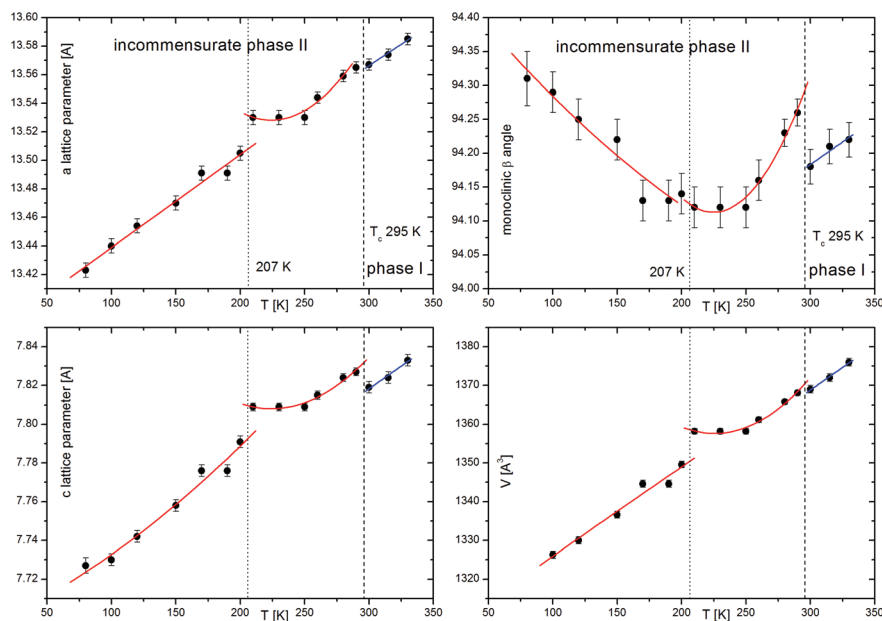 13.60
13.58
13.56
13.54
13.52
13.50
13.48
13.46
13.44
13.42
a lattice parameter [A]
incommensurate phase II
T_c 295 K
207 K
phase I
50 100 150 200 250 300 350
T [K]
94.40
94.35
94.30
94.25
94.20
94.15
94.10
94.05
94.00
monoclinic β angle
incommensurate phase II
T_c 295 K
207 K
phase I
50 100 150 200 250 300 350
T [K]
7.84
7.82
7.80
7.78
7.76
7.74
7.72
c lattice parameter [A]
50 100 150 200 250 300 350
T [K]
1380
1370
1360
1350
1340
1330
1320
V [A³]
50 100 150 200 250 300 350
T [K]